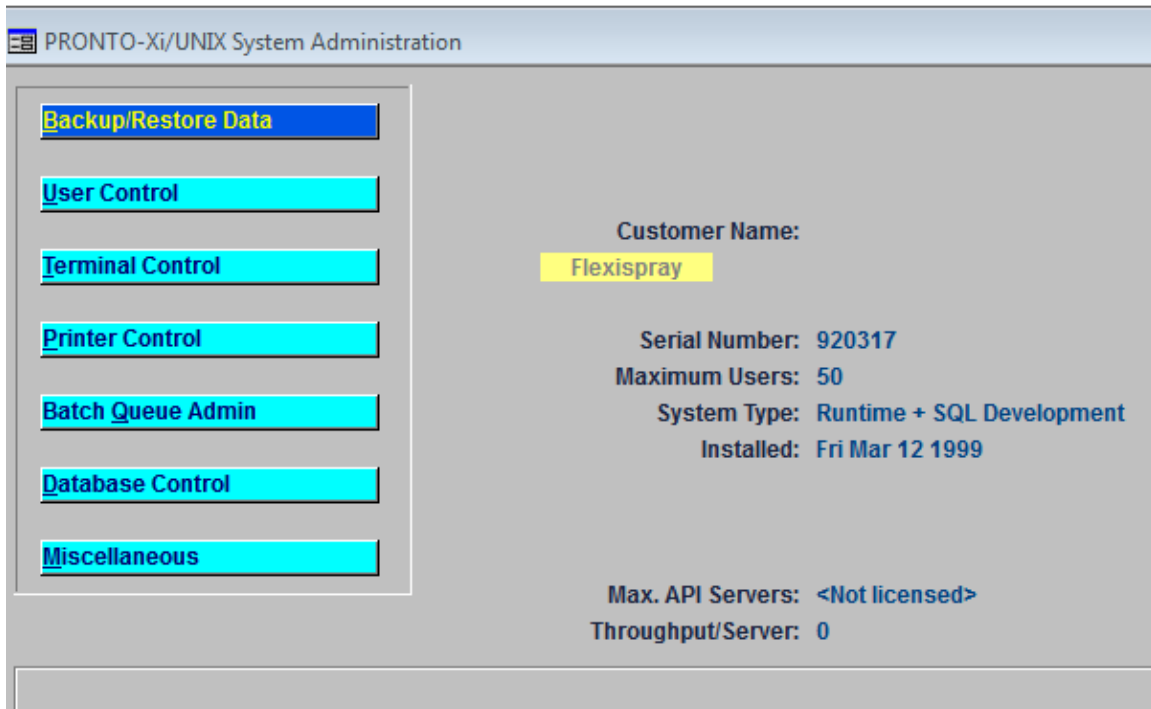 PRONTO-Xi/UNIX System Administration
Backup/Restore Data
User Control
Terminal Control
Printer Control
Batch Queue Admin
Database Control
Miscellaneous
Customer Name:
Flexispray
Serial Number: 920317
Maximum Users: 50
System Type: Runtime + SQL Development
Installed: Fri Mar 12 1999
Max. API Servers: <Not licensed>
Throughput/Server: 0